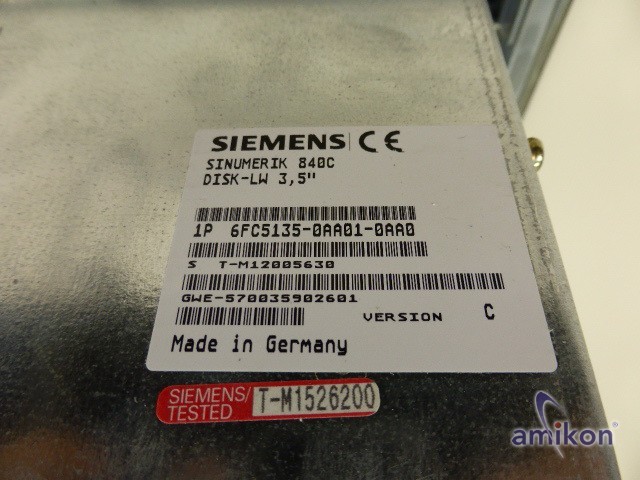 SIEMENS CE
SINUMERIK 840C
DISK-LW 3,5"
1P 6FC5135-0AA01-0AA0
S T-M12005630
GWE-570035902601
VERSION C
Made in Germany
SIEMENS/
TESTED
T-M1526200
amikon